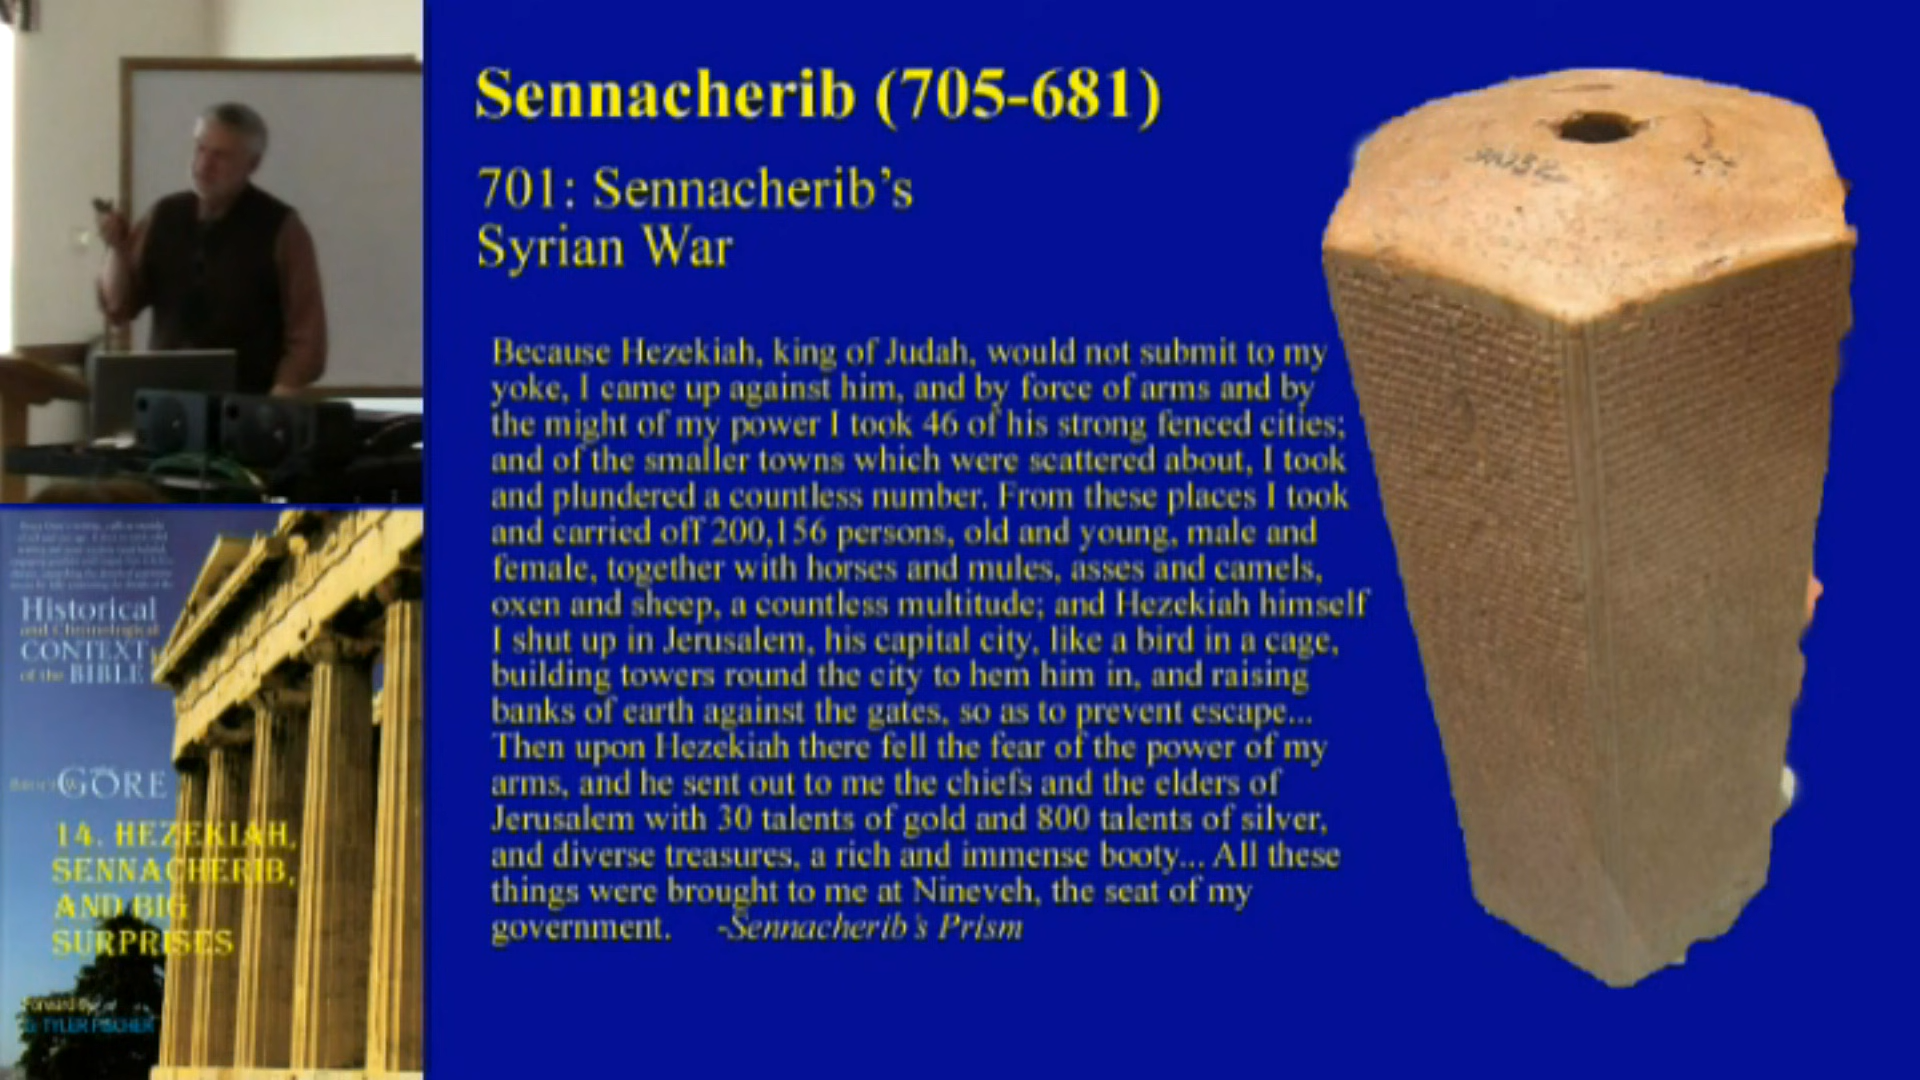 Sennacherib (705-681)
701: Sennacherib's
Syrian War
Because Hezekiah, king of Judah, would not submit to my
yoke, I came up against him, and by force of arms and by
the might of my power I took 46 of his strong fenced cities;
and of the smaller towns which were scattered about, I took
and plundered a countless number. From these places I took
and carried off 200,156 persons, old and young, male and
female, together with horses and mules, asses and camels,
oxen and sheep, a countless multitude; and Hezekiah himself
I shut up in Jerusalem, his capital city, like a bird in a cage,
building towers round the city to hem him in, and raising
banks of earth against the gates, so as to prevent escape...
Then upon Hezekiah there fell the fear of the power of my
arms, and he sent out to me the chiefs and the elders of
Jerusalem with 30 talents of gold and 800 talents of silver,
and diverse treasures, a rich and immense booty... All these
things were brought to me at Nineveh, the seat of my
government. -Sennacherib's Prism
Historical
and Chronological
CONTEXT
of the BIBLE
GORE
14. HEZEKIAH,
SENNACHERIB,
AND BIG
SURPRISES
Forward By
G. TYLER FISCHER